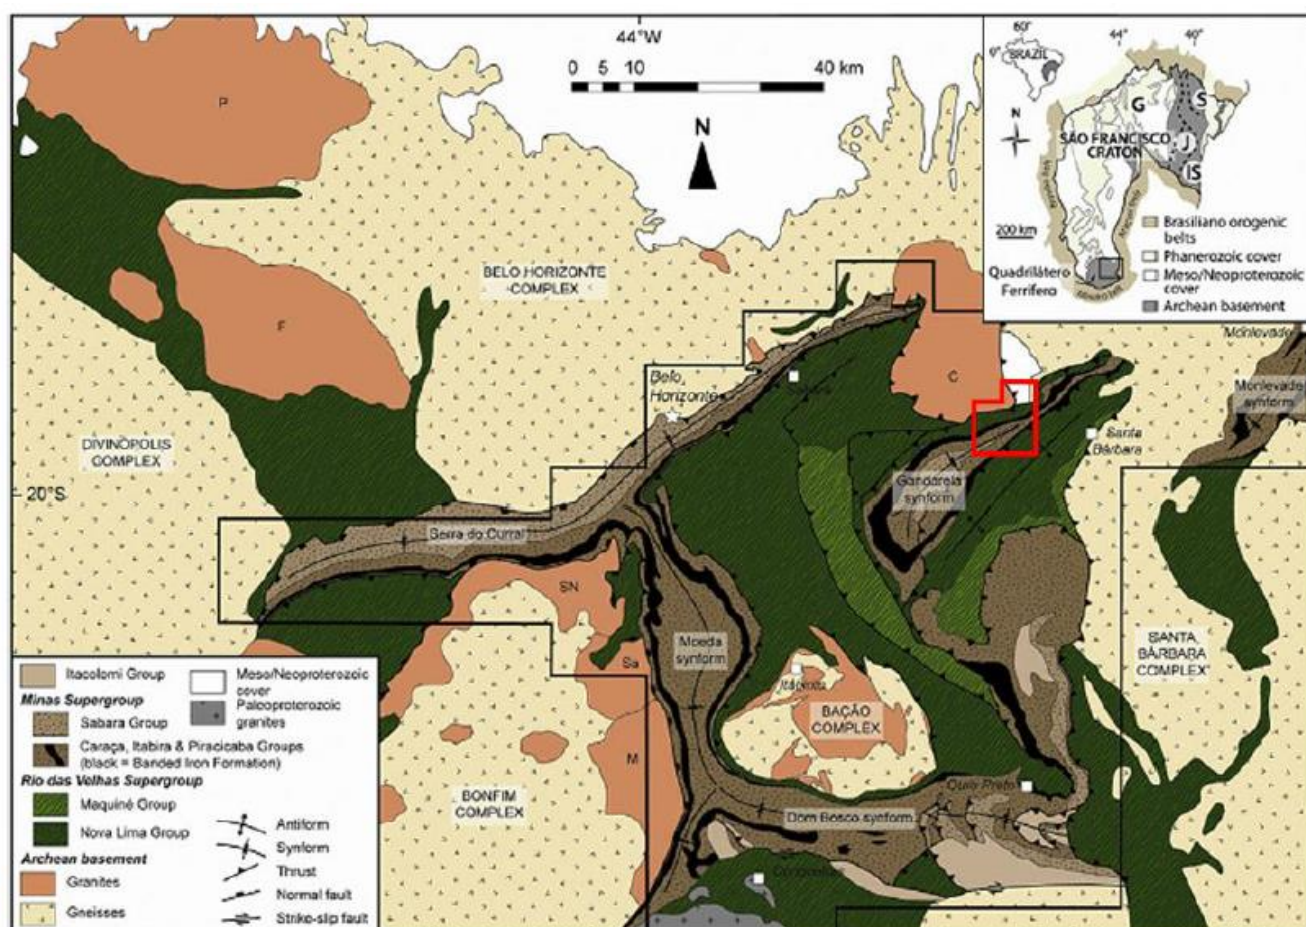 44°W
0 5 10 40 km
N
P
F
BELO HORIZONTE
COMPLEX
Belo
Horizonte
C
DIVINÓPOLIS
COMPLEX
20°S
Serra do Curral
Gandarela
synform
Santa
Bárbara
Monlevade
Monlevade
synform
SN
Sa
M
Moeda
synform
BAÇÃO
COMPLEX
SANTA
BÁRBARA
COMPLEX
BONFIM
COMPLEX
Ouro Preto
Dom Bosco synform
60°
0°
BRAZIL
44° 40°
N
G
S
SÃO FRANCISCO
CRATON
J
IS
200 km
Quadrilátero
Ferrífero
Brasiliano orogenic
belts
Phanerozoic cover
Meso/Neoproterozoic
cover
Archean basement
Itacolomi Group
Minas Supergroup
Sabara Group
Caraça, Itabira & Piracicaba Groups
(black = Banded Iron Formation)
Rio das Velhas Supergroup
Maquiné Group
Nova Lima Group
Archean basement
Granites
Gneisses
Meso/Neoproterozoic
cover
Paleoproterozoic
granites
Antiform
Synform
Thrust
Normal fault
Strike-slip fault